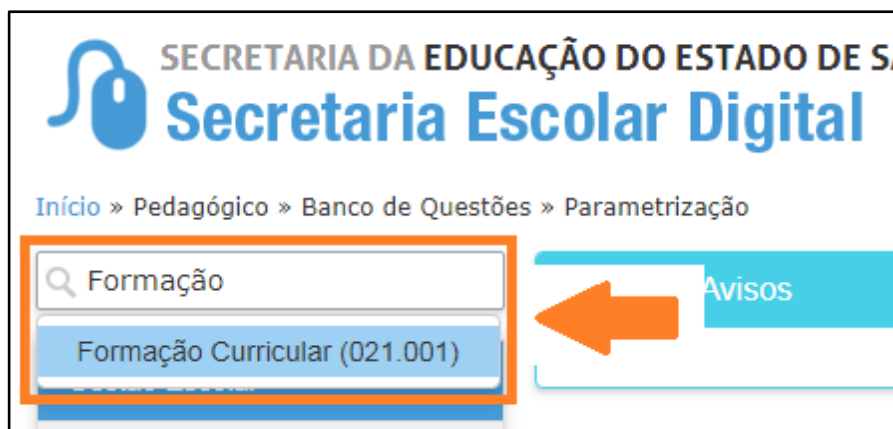 SECRETARIA DA EDUCAÇÃO DO ESTADO DE
Secretaria Escolar Digital
Início » Pedagógico » Banco de Questões » Parametrização
Formação
Avisos
Formação Curricular (021.001)